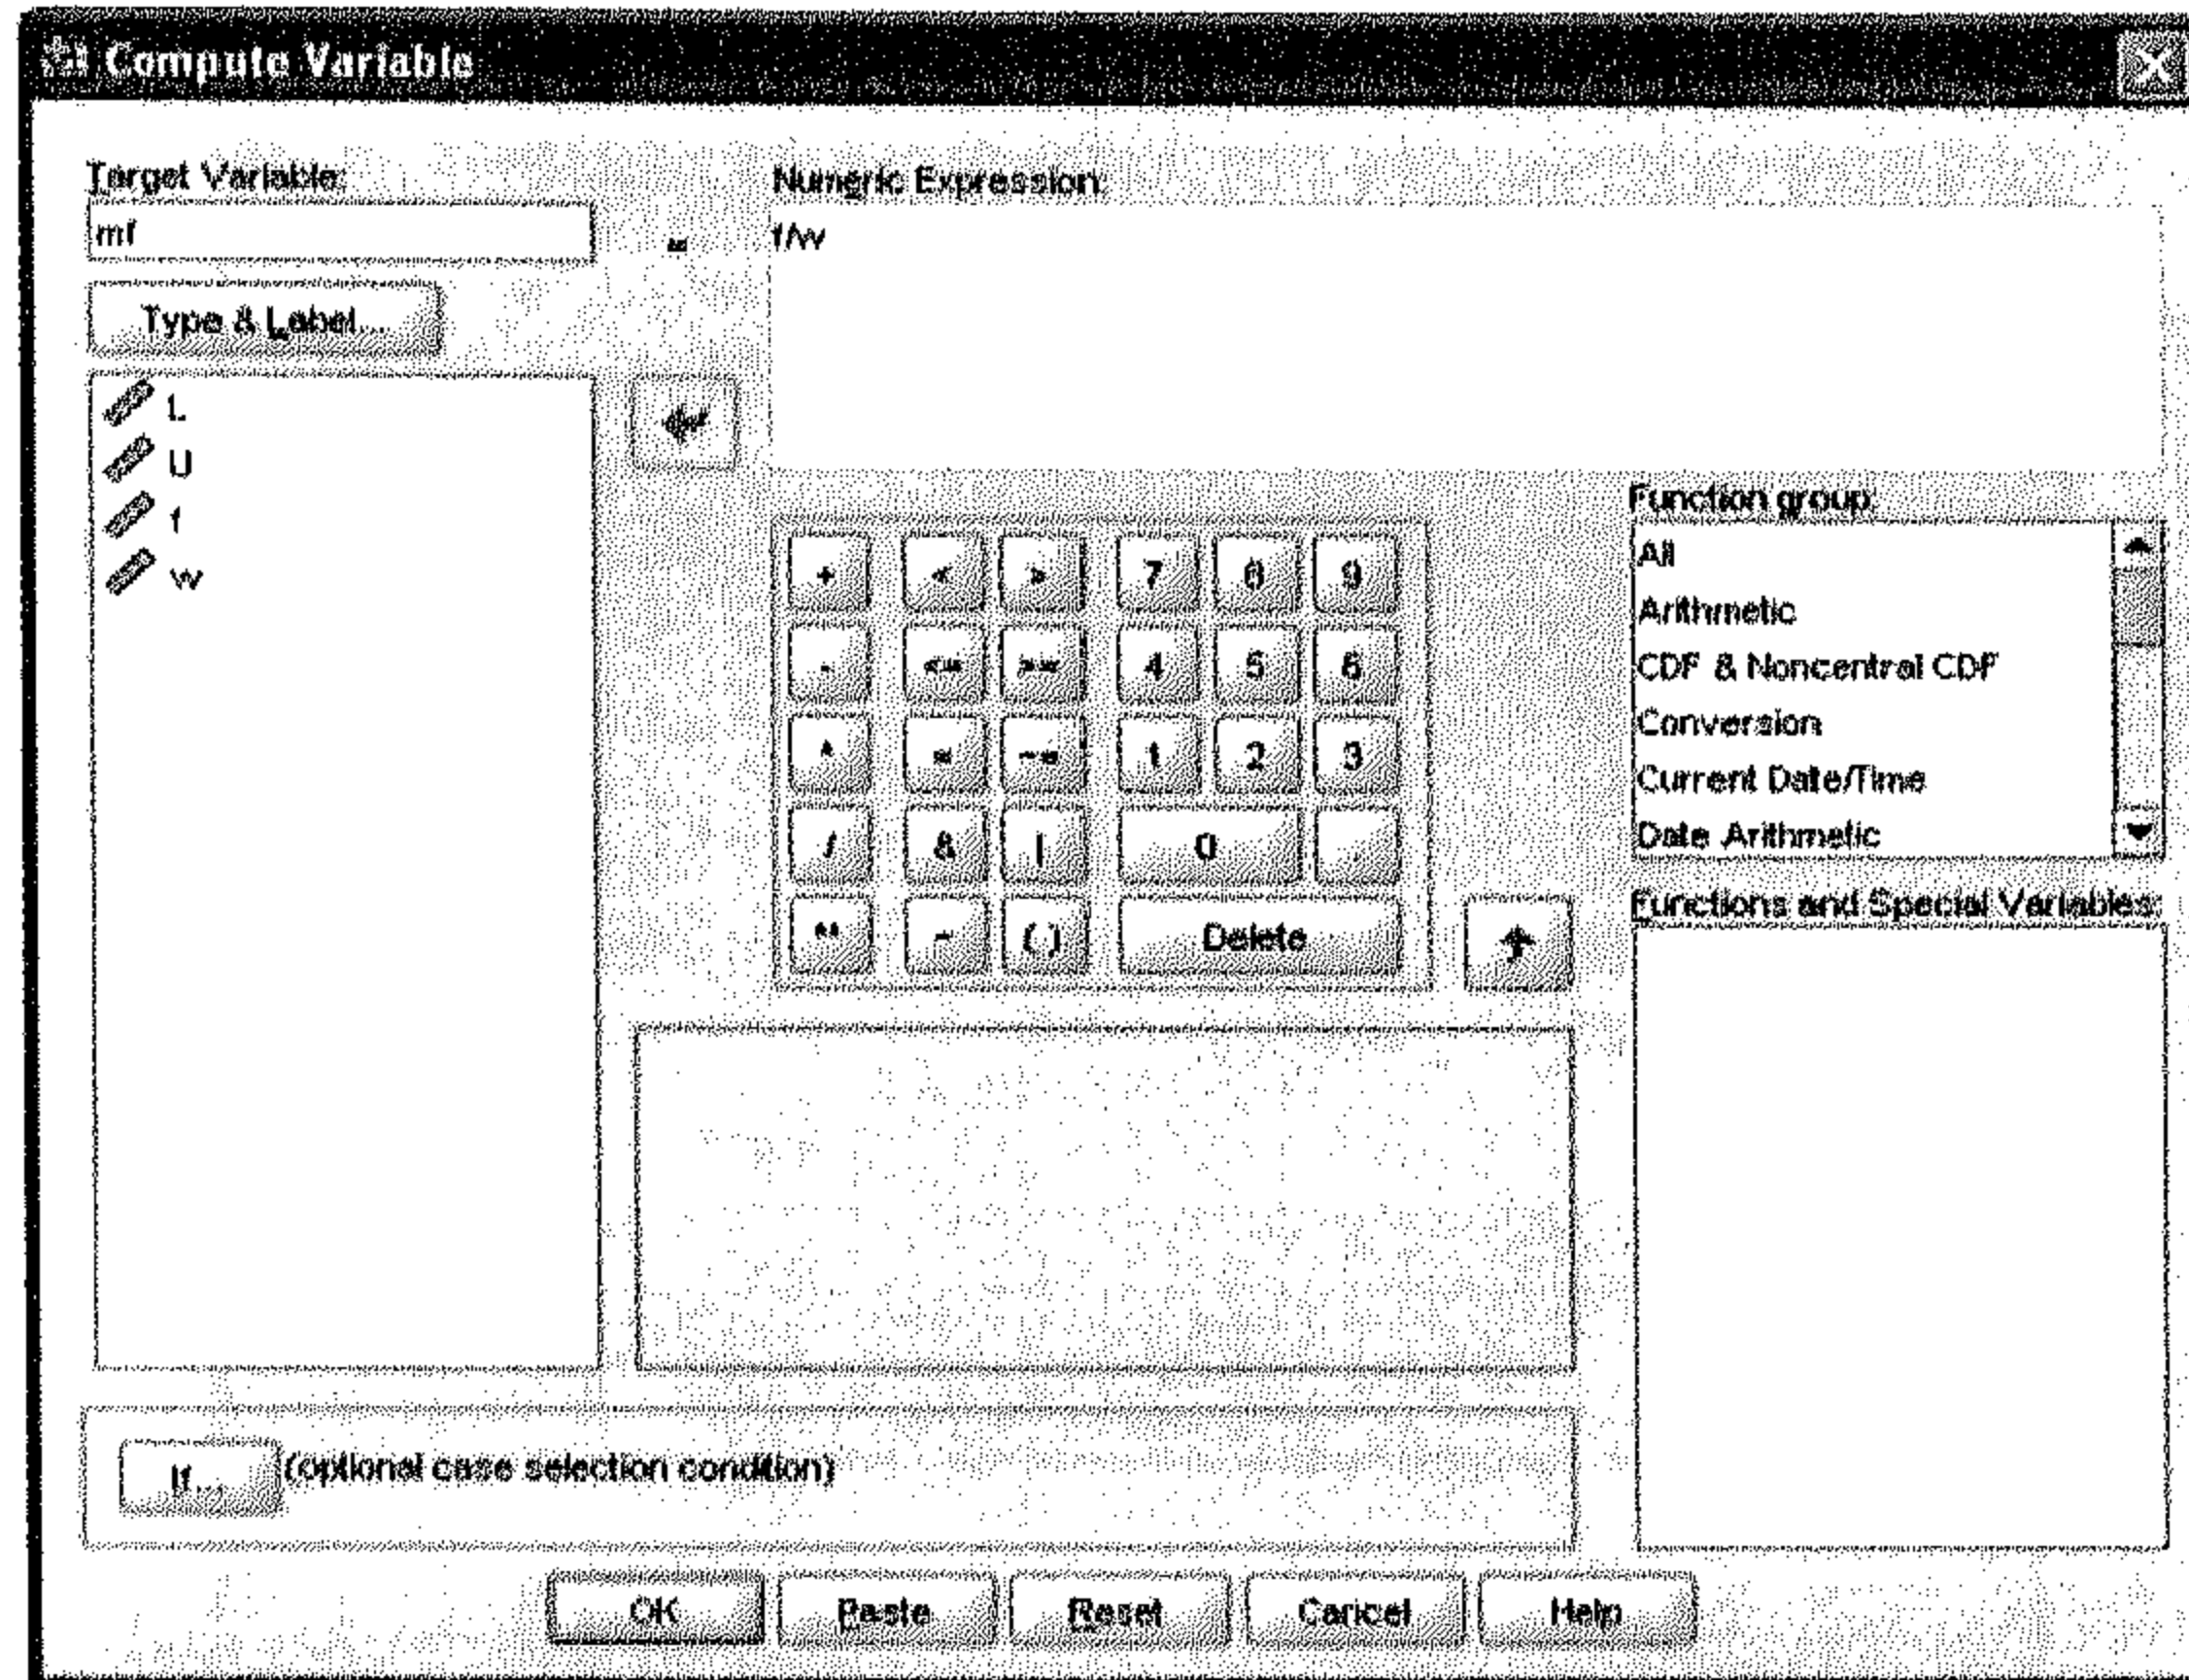 Compute Variable
Target Variable:
mf
=
Numeric Expression:
f/w
Type & Label...
L
U
f
w
+ < > 7 8 9
- <= >= 4 5 6
* = ~= 1 2 3
/ & | 0 .
** ~ ( ) Delete
Function group:
All
Arithmetic
CDF & Noncentral CDF
Conversion
Current Date/Time
Date Arithmetic
Functions and Special Variables:
If... (optional case selection condition)
OK Paste Reset Cancel Help